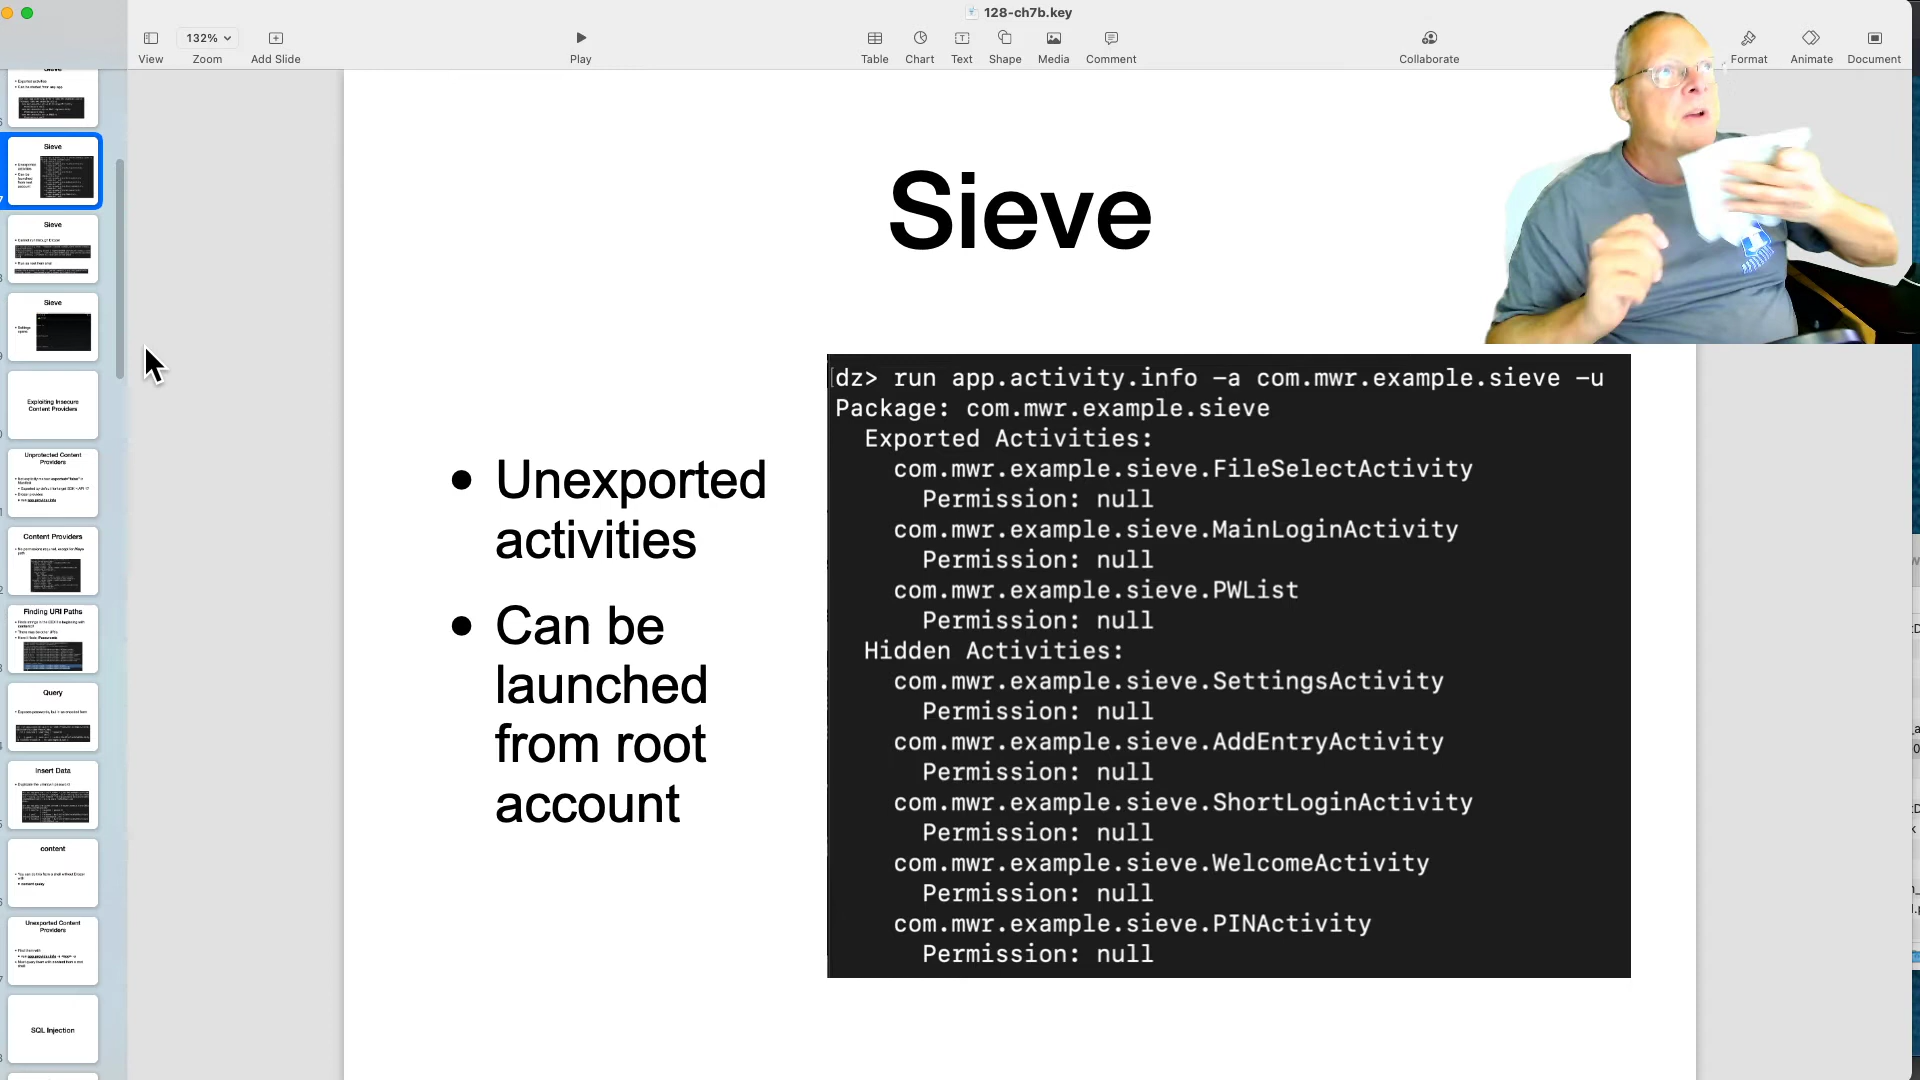 128-ch7b.key
132%
View
Zoom
Add Slide
Play
Table
Chart
Text
Shape
Media
Comment
Collaborate
Format
Animate
Document
Sieve
Unexported
activities
Can be
launched
from root
account
dz> run app.activity.info -a com.mwr.example.sieve -u
Package: com.mwr.example.sieve
Exported Activities:
com.mwr.example.sieve.FileSelectActivity
Permission: null
com.mwr.example.sieve.MainLoginActivity
Permission: null
com.mwr.example.sieve.PWList
Permission: null
Hidden Activities:
com.mwr.example.sieve.SettingsActivity
Permission: null
com.mwr.example.sieve.AddEntryActivity
Permission: null
com.mwr.example.sieve.ShortLoginActivity
Permission: null
com.mwr.example.sieve.WelcomeActivity
Permission: null
com.mwr.example.sieve.PINActivity
Permission: null
Sieve
Sieve
Sieve
Exploiting Insecure
Content Providers
Unprotected Content
Providers
Content Providers
Finding URI Paths
Query
Insert Data
content
Unexported Content
Providers
SQL Injection